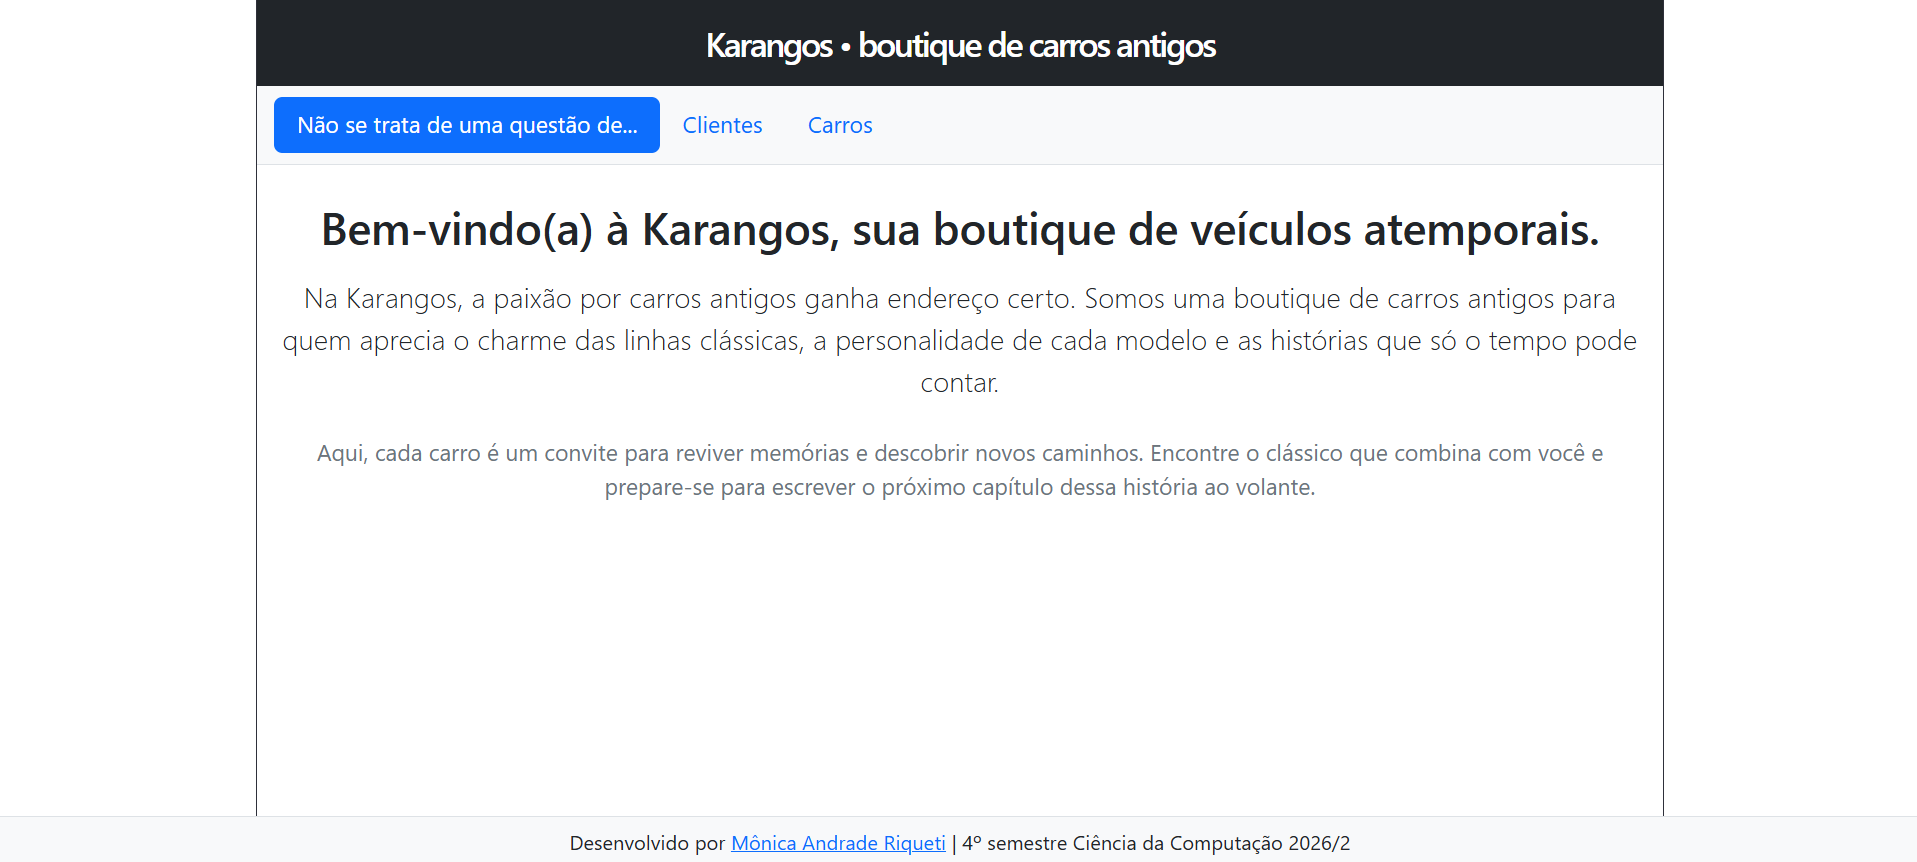 Karangos • boutique de carros antigos
Não se trata de uma questão de...
Clientes
Carros
Bem-vindo(a) à Karangos, sua boutique de veículos atemporais.
Na Karangos, a paixão por carros antigos ganha endereço certo. Somos uma boutique de carros antigos para
quem aprecia o charme das linhas clássicas, a personalidade de cada modelo e as histórias que só o tempo pode
contar.
Aqui, cada carro é um convite para reviver memórias e descobrir novos caminhos. Encontre o clássico que combina com você e
prepare-se para escrever o próximo capítulo dessa história ao volante.
Desenvolvido por Mônica Andrade Riqueti | 4º semestre Ciência da Computação 2026/2